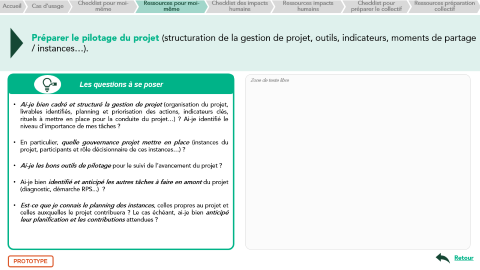 Accueil
Cas d'usage
Checklist pour moi-
même
Ressources pour moi-
même
Checklist des impacts
humains
Ressources impacts
humains
Checklist pour
préparer le collectif
Ressources préparation
collectif
Préparer le pilotage du projet (structuration de la gestion de projet, outils, indicateurs, moments de partage
/ instances...).
Les questions à se poser
• Ai-je bien cadré et structuré la gestion de projet (organisation du projet,
livrables identifiés, planning et priorisation des actions, indicateurs clés,
rituels à mettre en place pour la conduite du projet...) ? Ai-je identifié le
niveau d'importance de mes tâches ?
• En particulier, quelle gouvernance projet mettre en place (instances du
projet, participants et rôle décisionnaire de ces instances...) ?
• Ai-je les bons outils de pilotage pour le suivi de l'avancement du projet ?
• Ai-je bien identifié et anticipé les autres tâches à faire en amont du projet
(diagnostic, démarche RPS...) ?
• Est-ce que je connais le planning des instances, celles propres au projet et
celles auxquelles le projet contribuera ? Le cas échéant, ai-je bien anticipé
leur planification et les contributions attendues ?
Zone de texte libre
PROTOTYPE
Retour